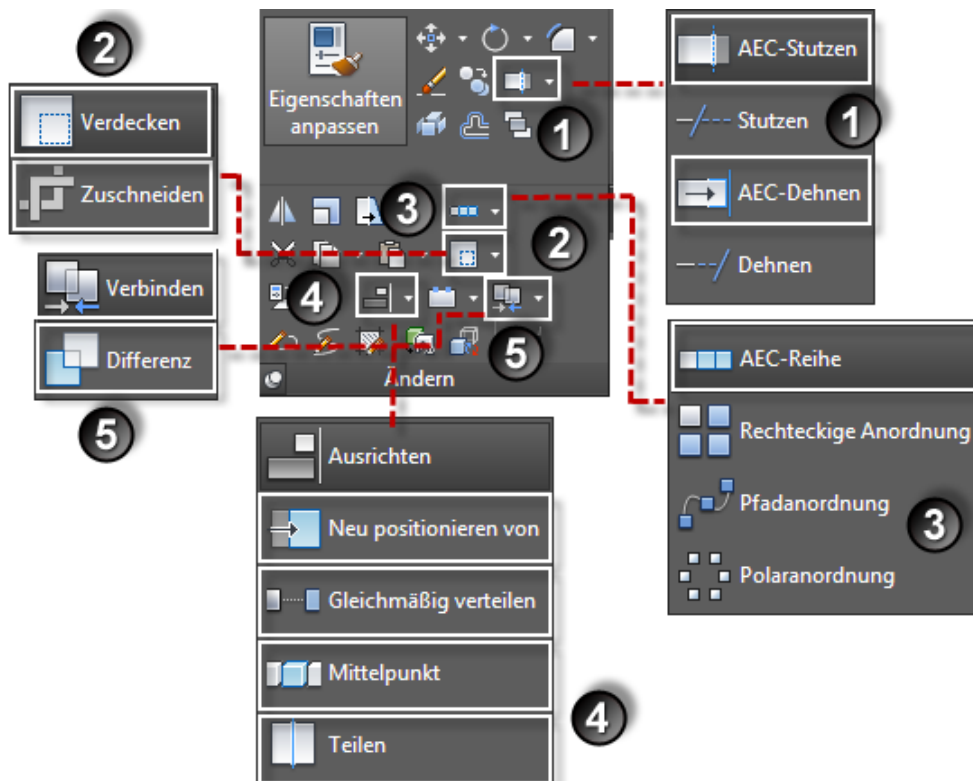 2
Verdecken
Zuschneiden
Verbinden
Differenz
5
Eigenschaften
anpassen
1
3
2
4
5
Ändern
AEC-Stutzen
Stutzen
1
AEC-Dehnen
Dehnen
AEC-Reihe
Rechteckige Anordnung
Pfadanordnung
3
Polaranordnung
Ausrichten
Neu positionieren von
Gleichmäßig verteilen
Mittelpunkt
4
Teilen